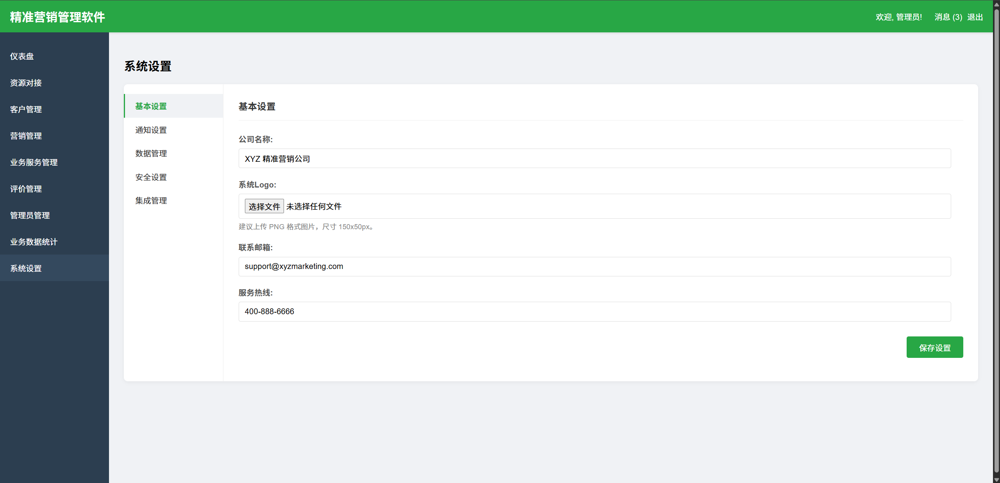 精准营销管理软件
欢迎, 管理员! 消息 (3) 退出
仪表盘
资源对接
客户管理
营销管理
业务服务管理
评价管理
管理员管理
业务数据统计
系统设置
系统设置
基本设置
通知设置
数据管理
安全设置
集成管理
基本设置
公司名称:
XYZ 精准营销公司
系统Logo:
选择文件 未选择任何文件
建议上传 PNG 格式图片，尺寸 150x50px。
联系邮箱:
support@xyzmarketing.com
服务热线:
400-888-6666
保存设置